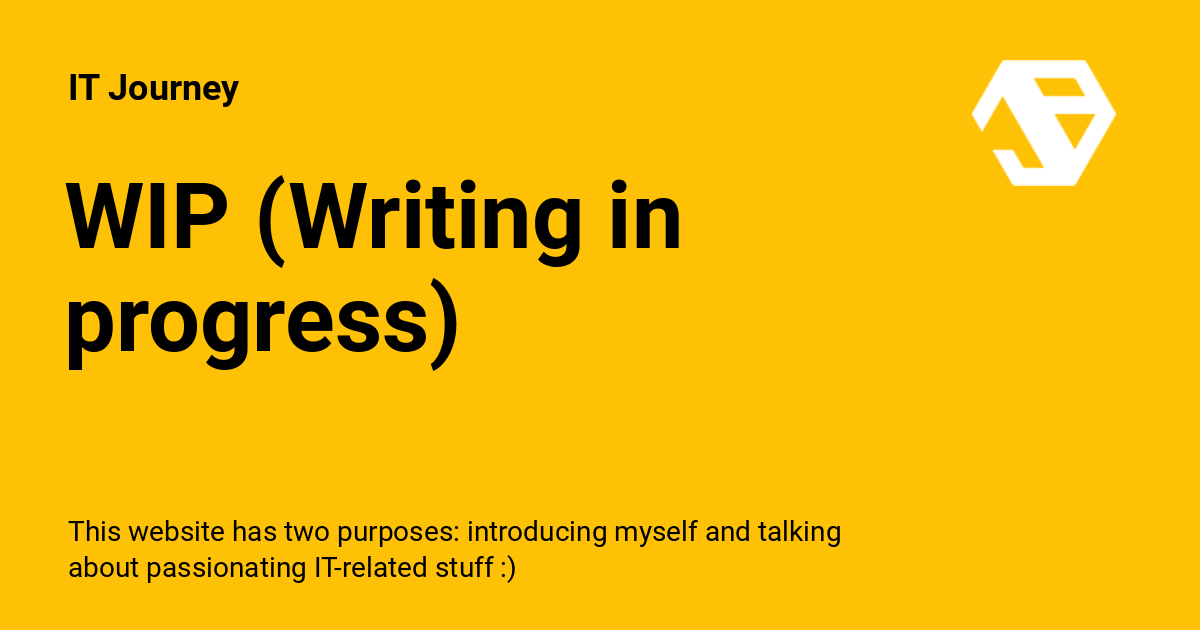 IT Journey
WIP (Writing in
progress)
This website has two purposes: introducing myself and talking
about passionating IT-related stuff :)